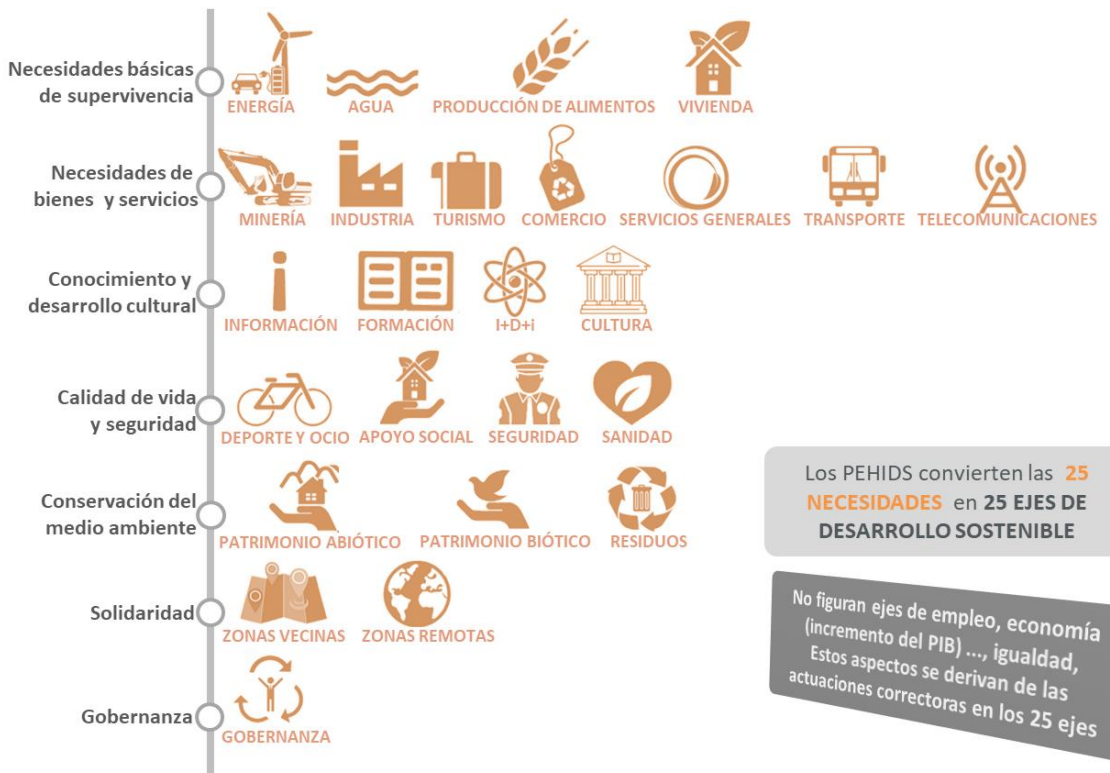 Necesidades básicas
de supervivencia
ENERGÍA
AGUA
PRODUCCIÓN DE ALIMENTOS
VIVIENDA
Necesidades de
bienes y servicios
MINERÍA
INDUSTRIA
TURISMO
COMERCIO
SERVICIOS GENERALES
TRANSPORTE
TELECOMUNICACIONES
Conocimiento y
desarrollo cultural
INFORMACIÓN
FORMACIÓN
I+D+i
CULTURA
Calidad de vida
y seguridad
DEPORTE Y OCIO
APOYO SOCIAL
SEGURIDAD
SANIDAD
Conservación del
medio ambiente
PATRIMONIO ABIÓTICO
PATRIMONIO BIÓTICO
RESIDUOS
Solidaridad
ZONAS VECINAS
ZONAS REMOTAS
Gobernanza
GOBERNANZA
Los PEHIDS convierten las 25
NECESIDADES en 25 EJES DE
DESARROLLO SOSTENIBLE
No figuran ejes de empleo, economía
(incremento del PIB) ..., igualdad,
Estos aspectos se derivan de las
actuaciones correctoras en los 25 ejes